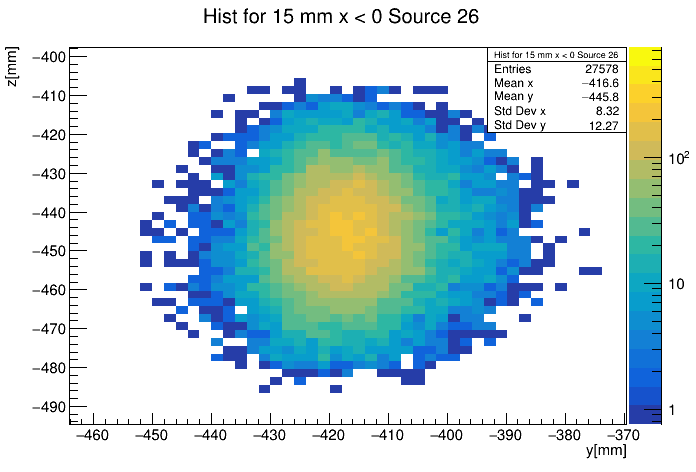 Hist for 15 mm x < 0 Source 26
z[mm]
Hist for 15 mm x < 0 Source 26
Entries 27578
Mean x −416.6
Mean y −445.8
Std Dev x 8.32
Std Dev y 12.27
−400
−410
−420
−430
−440
−450
−460
−470
−480
−490
10²
10
1
−460 −450 −440 −430 −420 −410 −400 −390 −380 −370
y[mm]